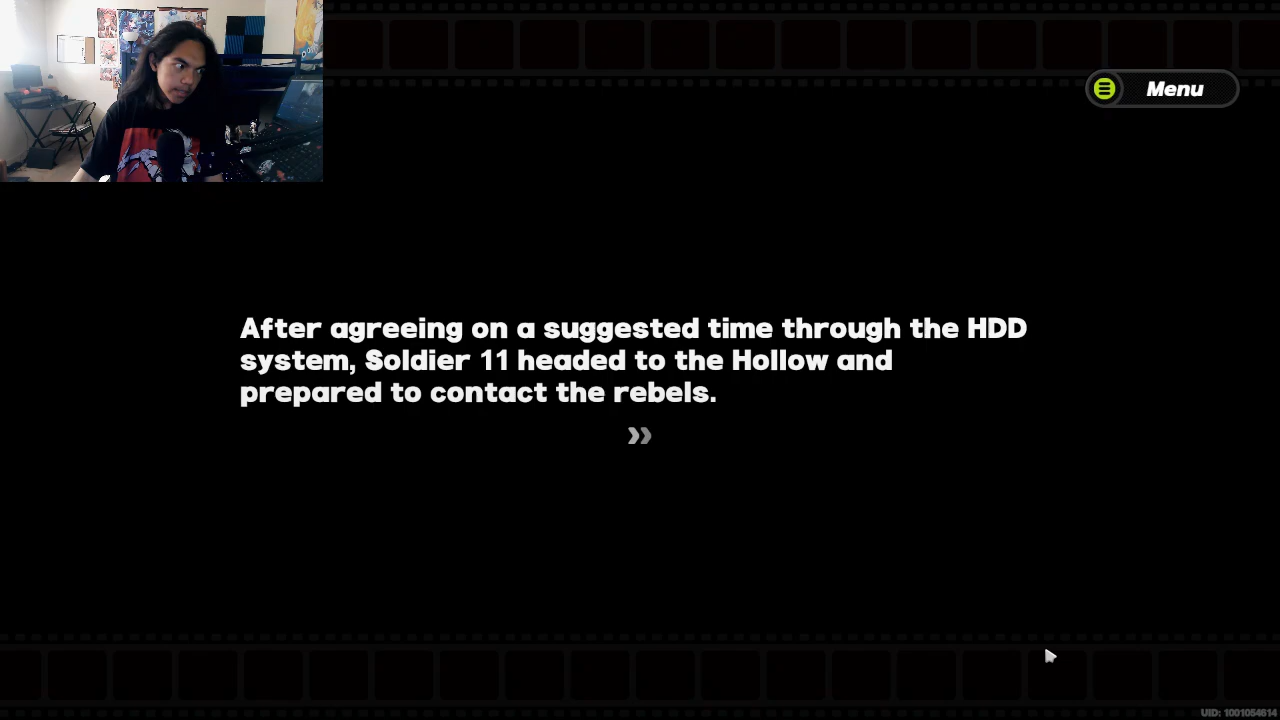 Menu
After agreeing on a suggested time through the HDD
system, Soldier 11 headed to the Hollow and
prepared to contact the rebels.
UID: 1001054614